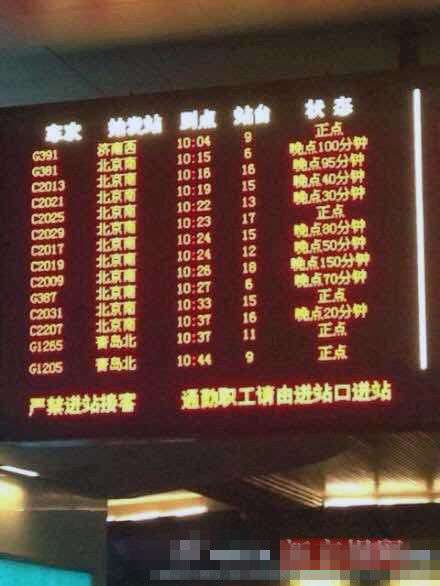 车次 始发站 到点 站台 状态
G391 济南西 10:04 9 正点
G381 北京南 10:15 6 晚点100分钟
C2013 北京南 10:16 16 晚点95分钟
C2021 北京南 10:19 15 晚点40分钟
C2025 北京南 10:22 13 晚点30分钟
C2029 北京南 10:23 17 正点
C2017 北京南 10:24 15 晚点80分钟
C2019 北京南 10:24 12 晚点50分钟
C2009 北京南 10:26 18 晚点150分钟
G387 北京南 10:27 6 晚点70分钟
C2031 北京南 10:33 15 正点
C2207 北京南 10:37 16 晚点20分钟
G1265 青岛北 10:37 11 正点
G1205 青岛北 10:44 9 正点
严禁进站接客 通勤职工请由进站口进站